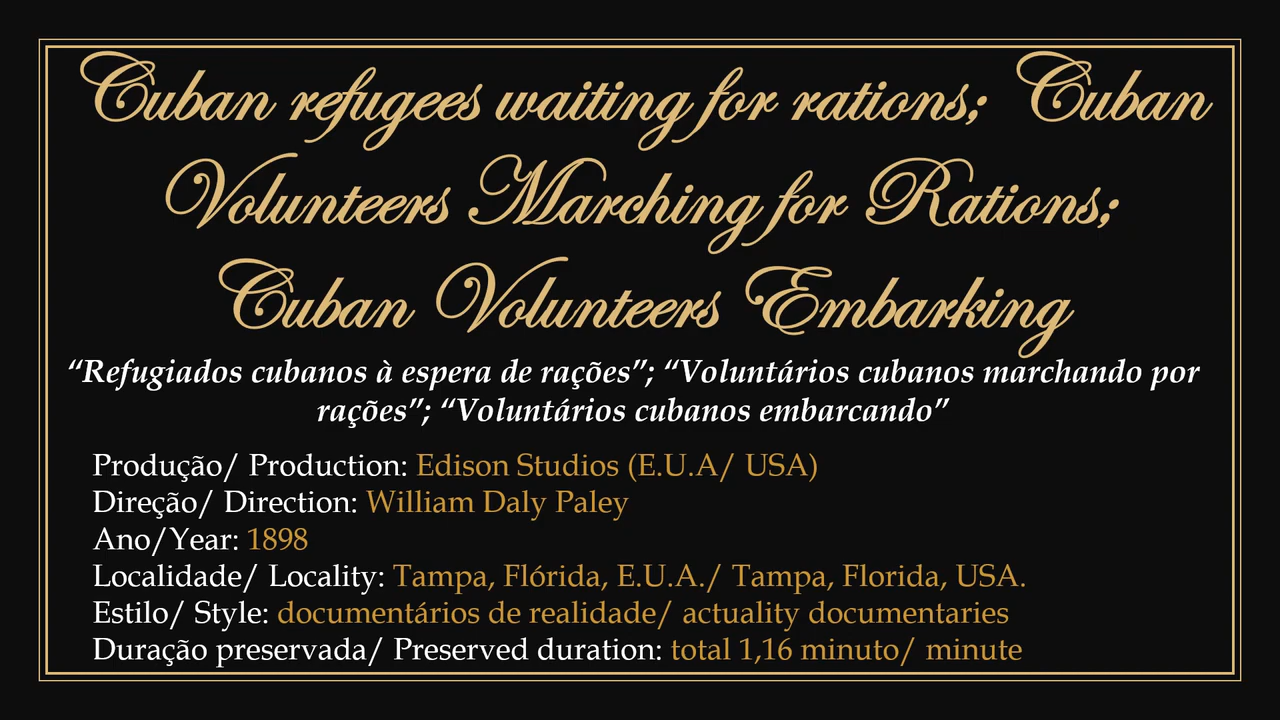 Cuban refugees waiting for rations; Cuban
Volunteers Marching for Rations;
Cuban Volunteers Embarking
“Refugiados cubanos à espera de rações”; “Voluntários cubanos marchando por
rações”; “Voluntários cubanos embarcando”
Produção/ Production: Edison Studios (E.U.A/ USA)
Direção/ Direction: William Daly Paley
Ano/Year: 1898
Localidade/ Locality: Tampa, Flórida, E.U.A./ Tampa, Florida, USA.
Estilo/ Style: documentários de realidade/ actuality documentaries
Duração preservada/ Preserved duration: total 1,16 minuto/ minute